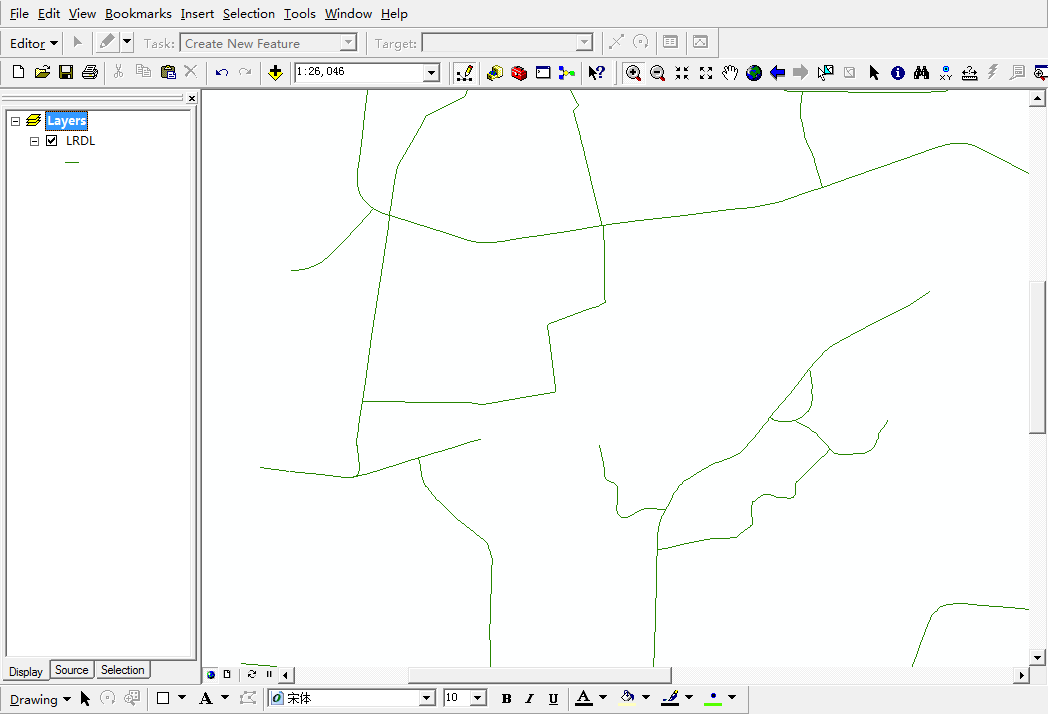 File Edit View Bookmarks Insert Selection Tools Window Help
Editor Task: Create New Feature Target:
1:26,046
Layers
LRDL
Display Source Selection
Drawing A 宋体 10 B I U A